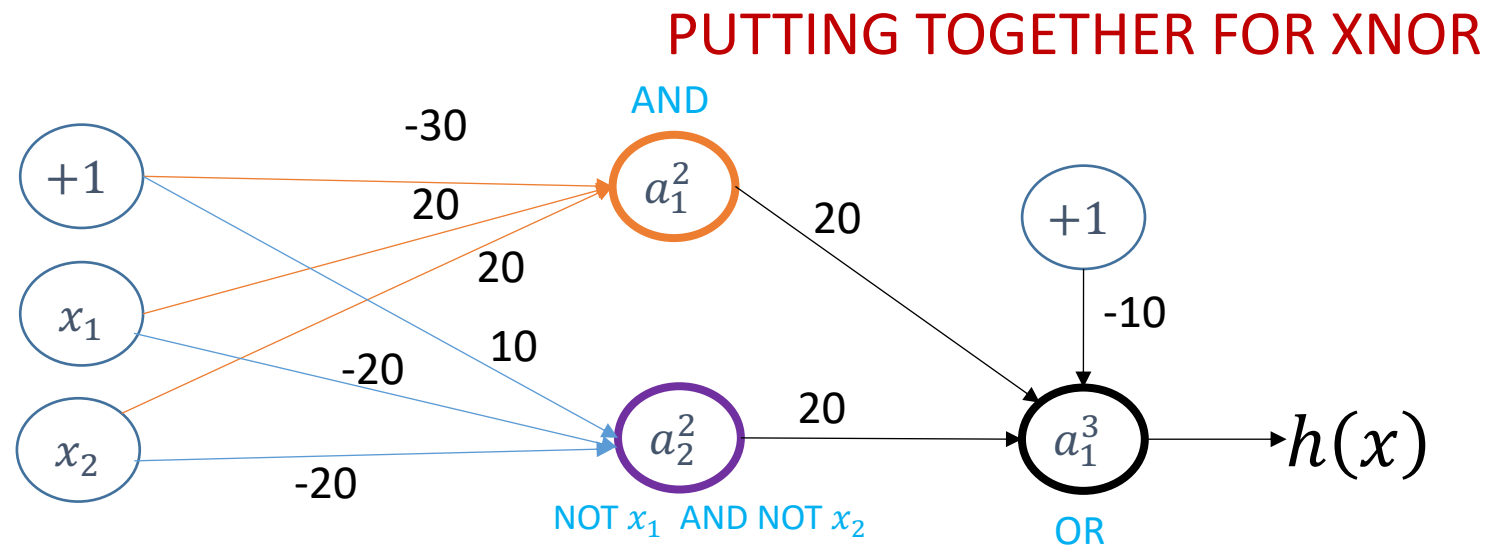 PUTTING TOGETHER FOR XNOR
AND
-30
+1
a_1^2
20
20
+1
20
x_1
-10
10
-20
20
a_2^2
a_1^3
h(x)
x_2
-20
NOT x_1 AND NOT x_2
OR